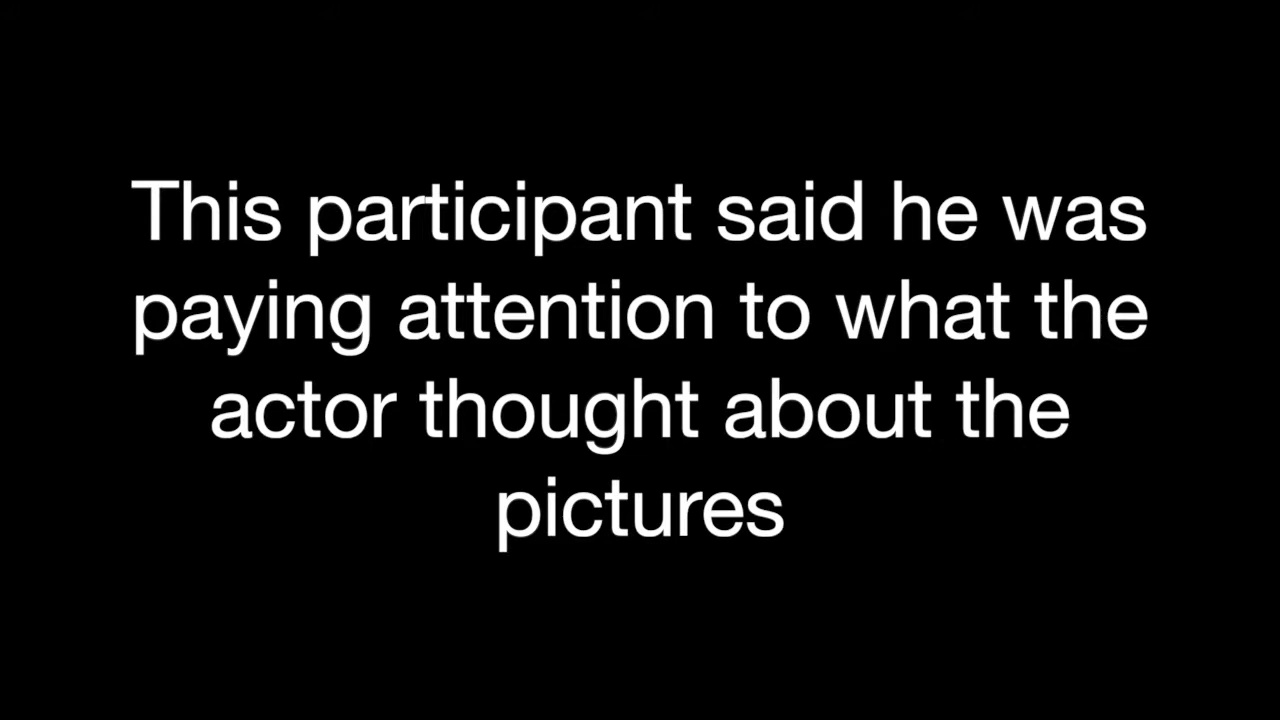 This participant said he was
paying attention to what the
actor thought about the
pictures